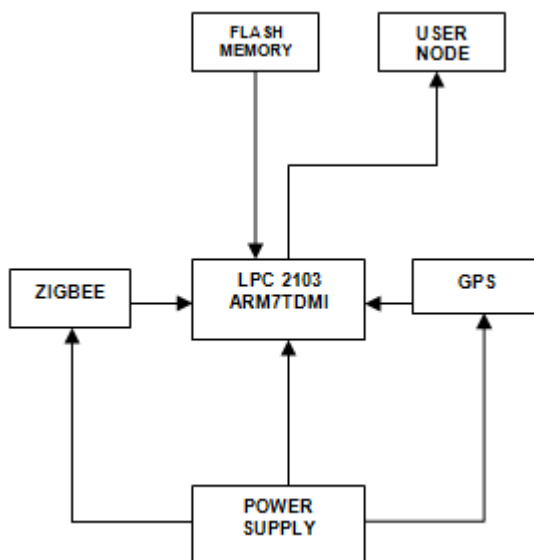 FLASH
MEMORY
USER
NODE
LPC 2103
ARM7TDMI
ZIGBEE
GPS
POWER
SUPPLY